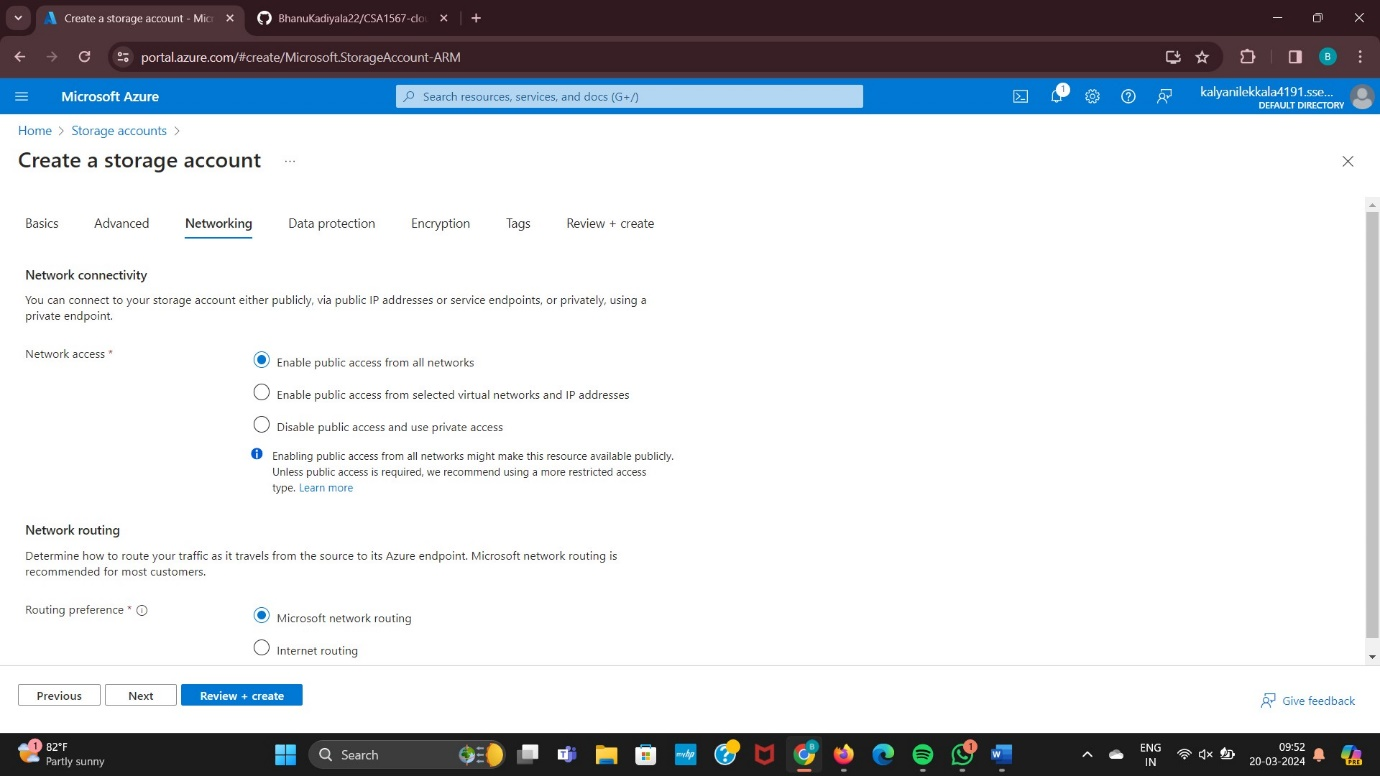 Create a storage account - Micr
BhanuKadiyala22/CSA1567-clou
portal.azure.com/#create/Microsoft.StorageAccount-ARM
B
Microsoft Azure
Search resources, services, and docs (G+/)
1
kalyanilekkala4191.sse...
DEFAULT DIRECTORY
Home > Storage accounts >
Create a storage account ...
Basics Advanced Networking Data protection Encryption Tags Review + create
Network connectivity
You can connect to your storage account either publicly, via public IP addresses or service endpoints, or privately, using a
private endpoint.
Network access *
Enable public access from all networks
Enable public access from selected virtual networks and IP addresses
Disable public access and use private access
Enabling public access from all networks might make this resource available publicly.
Unless public access is required, we recommend using a more restricted access
type. Learn more
Network routing
Determine how to route your traffic as it travels from the source to its Azure endpoint. Microsoft network routing is
recommended for most customers.
Routing preference *
Microsoft network routing
Internet routing
Previous Next Review + create
Give feedback
1
82°F
Partly sunny
Search
myhp
B
1
W
ENG
IN
09:52
20-03-2024
PRE